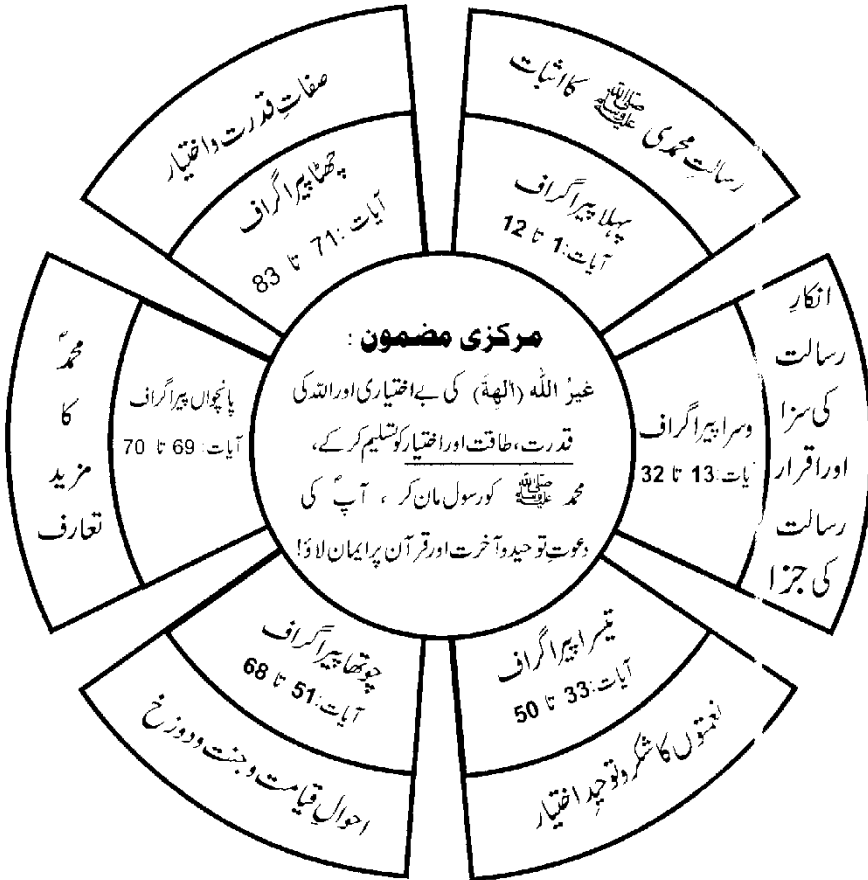 مرکزی مضمون :
غیرُ اللّٰہ (اٰلِھَۃ) کی بے اختیاری اور اللہ کی
قدرت، طاقت اور اختیار کو تسلیم کر کے،
محمد ﷺ کو رسول مان کر ، آپؐ کی
دعوتِ توحید و آخرت اور قرآن پر ایمان لاؤ!
رسالتِ محمدی ﷺ کا اثبات
پہلا پیراگراف
آیات: 1 تا 12
انکارِ
رسالت
کی سزا
اور اقرار
رسالت
کی جزا
وسرا پیراگراف
یات: 13 تا 32
نعمتوں کا شکر و توحیدِ اختیار
تیسرا پیراگراف
آیات: 33 تا 50
احوالِ قیامت و جنت و دوزخ
چوتھا پیراگراف
آیات: 51 تا 68
محمدؐ
کا
مزید
تعارف
پانچواں پیراگراف
آیات: 69 تا 70
صفاتِ قدرت و اختیار
چھٹا پیراگراف
آیات: 71 تا 83